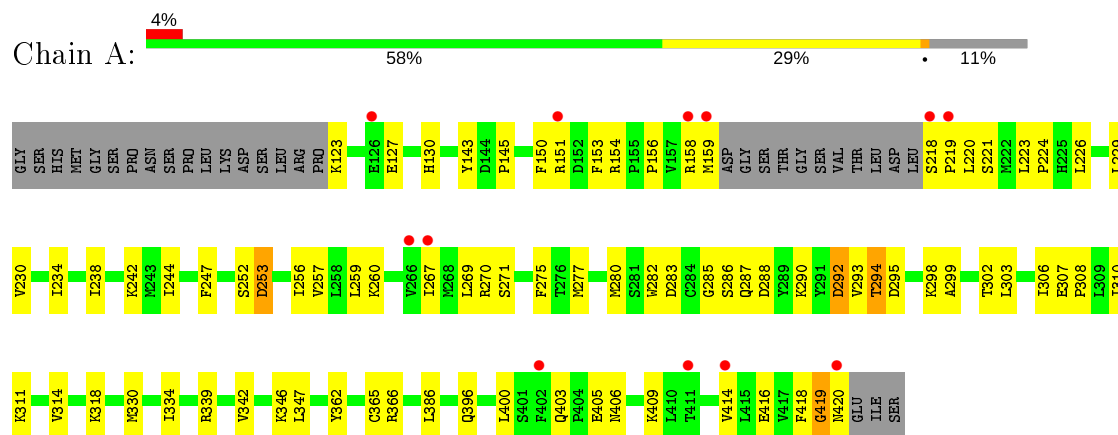 4%
Chain A:
58% 29% • 11%
GLY SER HIS MET GLY SER PRO ASN SER PRO LEU LYS ASP SER LEU ARG PRO K123 E126 E127 H130 Y143 D144 P145 F150 R151 D152 F153 R154 P155 P156 V157 R158 M159 ASP GLY SER THR GLY SER VAL THR LEU ASP LEU S218 P219 L220 S221 M222 L223 P224 H225 L226 L229
V230 I234 I238 K242 M243 I244 F247 S252 D253 I256 V257 L258 L259 K260 V266 I267 M268 L269 R270 S271 F275 T276 M277 M280 S281 W282 D283 C284 G285 S286 Q287 D288 Y289 K290 Y291 D292 V293 T294 D295 K298 A299 T302 L303 I306 E307 P308 L309 I310
K311 V314 K318 M330 I334 R339 V342 K346 L347 Y362 C365 R366 L386 Q396 L400 S401 F402 Q403 P404 E405 N406 K409 L410 T411 V414 L415 E416 V417 F418 G419 N420 GLU ILE SER